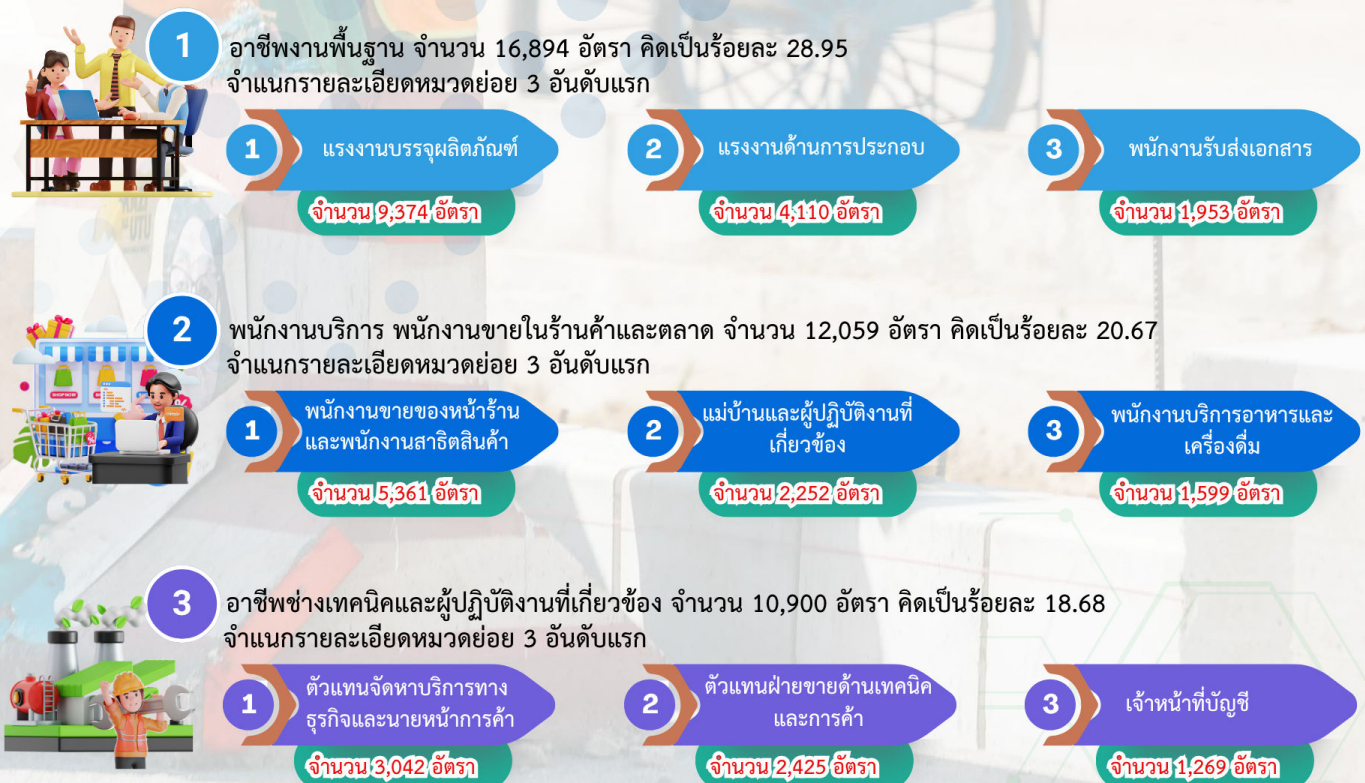 1
อาชีพงานพื้นฐาน จำนวน 16,894 อัตรา คิดเป็นร้อยละ 28.95
จำแนกรายละเอียดหมวดย่อย 3 อันดับแรก
1 แรงงานบรรจุผลิตภัณฑ์
จำนวน 9,374 อัตรา
2 แรงงานด้านการประกอบ
จำนวน 4,110 อัตรา
3 พนักงานรับส่งเอกสาร
จำนวน 1,953 อัตรา
2
พนักงานบริการ พนักงานขายในร้านค้าและตลาด จำนวน 12,059 อัตรา คิดเป็นร้อยละ 20.67
จำแนกรายละเอียดหมวดย่อย 3 อันดับแรก
1 พนักงานขายของหน้าร้าน
และพนักงานสาธิตสินค้า
จำนวน 5,361 อัตรา
2 แม่บ้านและผู้ปฏิบัติงานที่
เกี่ยวข้อง
จำนวน 2,252 อัตรา
3 พนักงานบริการอาหารและ
เครื่องดื่ม
จำนวน 1,599 อัตรา
3
อาชีพช่างเทคนิคและผู้ปฏิบัติงานที่เกี่ยวข้อง จำนวน 10,900 อัตรา คิดเป็นร้อยละ 18.68
จำแนกรายละเอียดหมวดย่อย 3 อันดับแรก
1 ตัวแทนจัดหาบริการทาง
ธุรกิจและนายหน้าการค้า
จำนวน 3,042 อัตรา
2 ตัวแทนฝ่ายขายด้านเทคนิค
และการค้า
จำนวน 2,425 อัตรา
3 เจ้าหน้าที่บัญชี
จำนวน 1,269 อัตรา